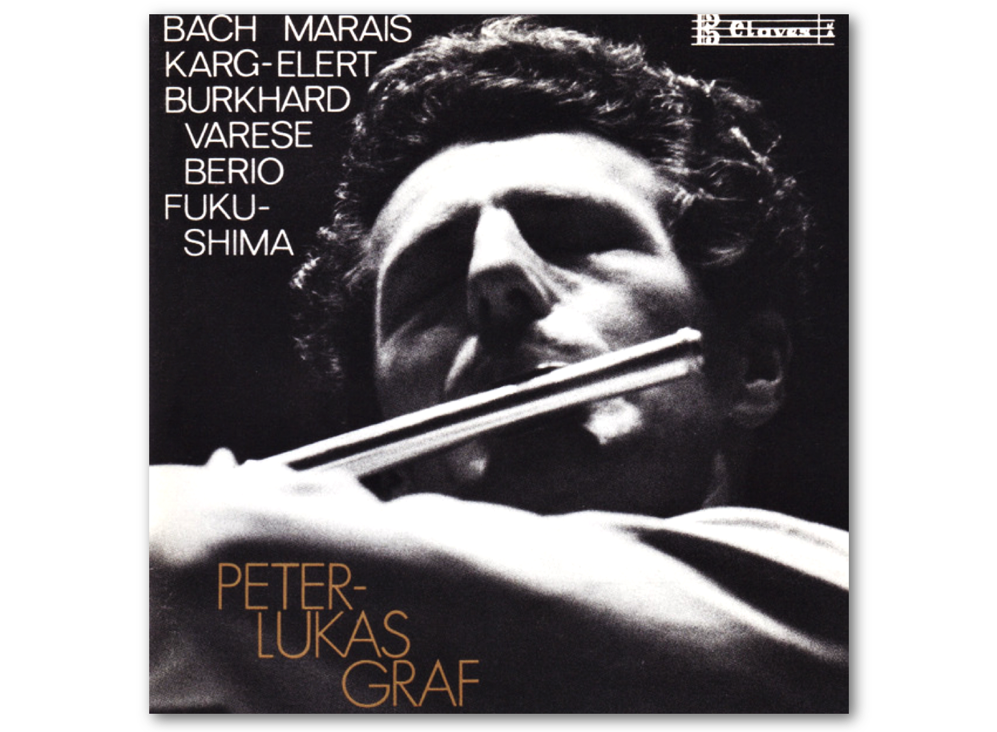 BACH MARAIS
KARG-ELERT
BURKHARD
VARESE
BERIO
FUKU-
SHIMA
Claves
PETER-
LUKAS
GRAF